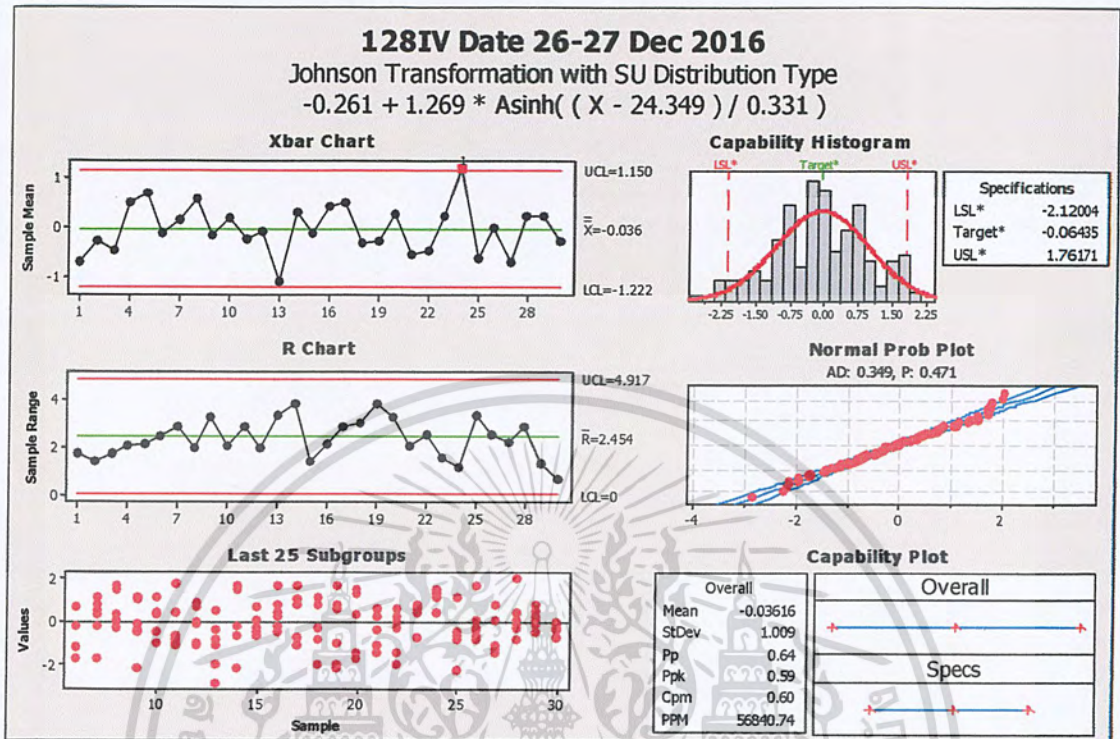 128IV Date 26-27 Dec 2016
Johnson Transformation with SU Distribution Type
-0.261 + 1.269 * Asinh( ( X - 24.349 ) / 0.331 )
Xbar Chart
Sample Mean
1
0
-1
1
UCL=1.150
X=-0.036
LCL=-1.222
1 4 7 10 13 16 19 22 25 28
Capability Histogram
LSL* Target* USL*
-2.25 -1.50 -0.75 0.00 0.75 1.50 2.25
Specifications
LSL* -2.12004
Target* -0.06435
USL* 1.76171
R Chart
Sample Range
4
2
0
UCL=4.917
R=2.454
LCL=0
1 4 7 10 13 16 19 22 25 28
Normal Prob Plot
AD: 0.349, P: 0.471
-4 -2 0 2
Last 25 Subgroups
Values
2
0
-2
10 15 20 25 30
Sample
Capability Plot
Overall
Mean -0.03616
StDev 1.009
Pp 0.64
Ppk 0.59
Cpm 0.60
PPM 56840.74
Overall
Specs